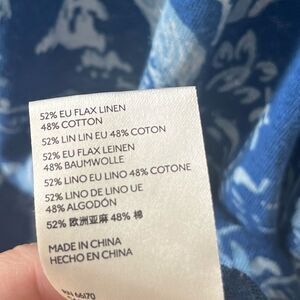 52% EU FLAX LINEN
48% COTTON
52% LIN LIN EU 48% COTON
52% EU FLAX LEINEN
48% BAUMWOLLE
52% LINO EU LINO 48% COTONE
52% LINO DE LINO UE
48% ALGODÓN
52% 欧洲亚麻 48% 棉
MADE IN CHINA
HECHO EN CHINA
66170